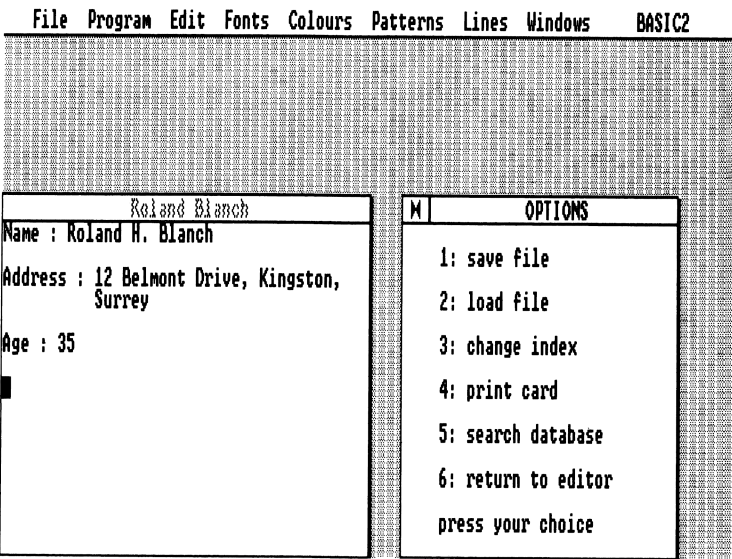 File Program Edit Fonts Colours Patterns Lines Windows BASIC2
Roland Blanch
Name : Roland H. Blanch
Address : 12 Belmont Drive, Kingston,
Surrey
Age : 35
OPTIONS
1: save file
2: load file
3: change index
4: print card
5: search database
6: return to editor
press your choice